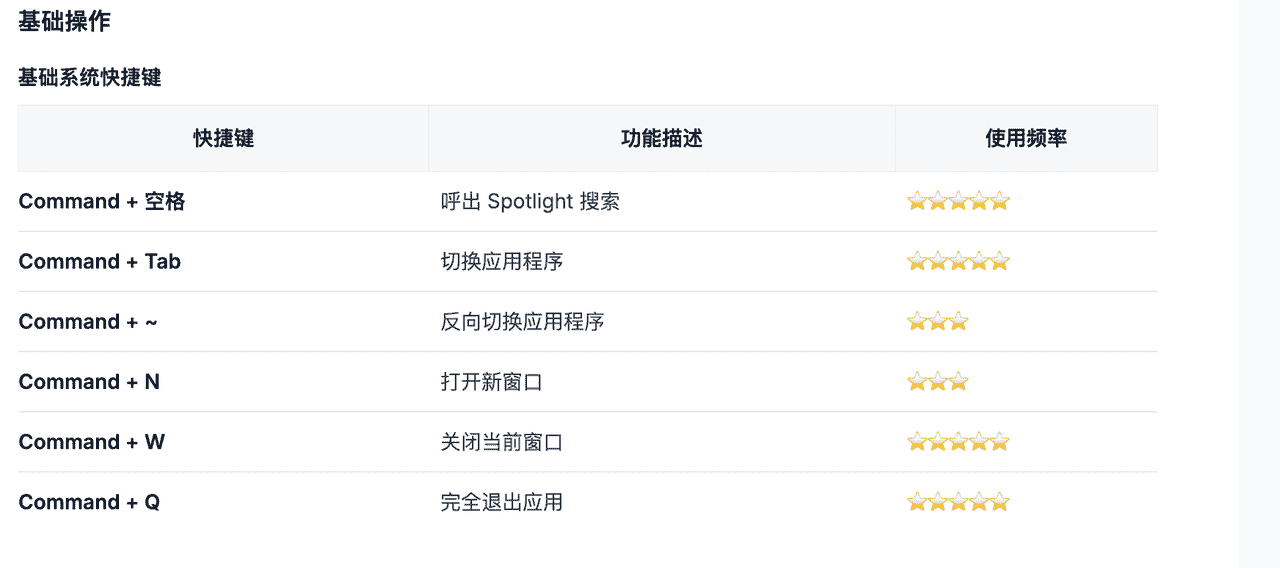 基础操作
基础系统快捷键
快捷键 功能描述 使用频率
Command + 空格 呼出 Spotlight 搜索 ⭐⭐⭐⭐⭐
Command + Tab 切换应用程序 ⭐⭐⭐⭐⭐
Command + ~ 反向切换应用程序 ⭐⭐⭐
Command + N 打开新窗口 ⭐⭐⭐
Command + W 关闭当前窗口 ⭐⭐⭐⭐⭐
Command + Q 完全退出应用 ⭐⭐⭐⭐⭐